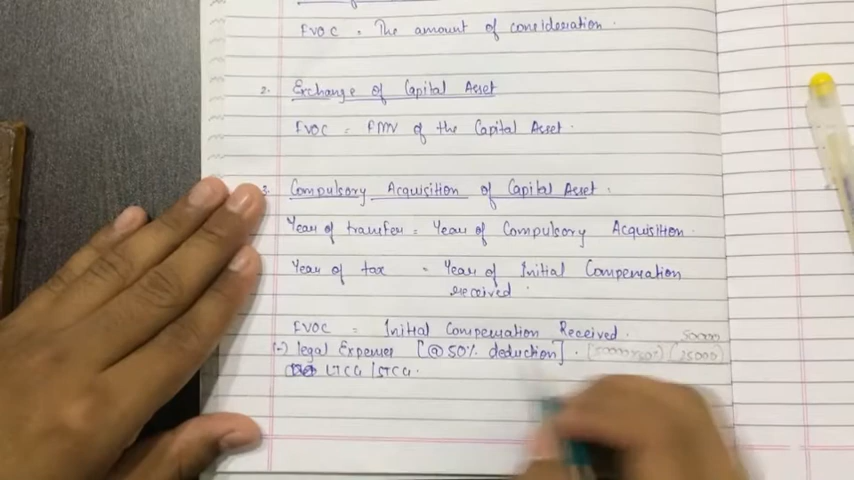 FVOC = The amount of consideration.
2. Exchange of Capital Asset
FVOC = FMV of the Capital Asset.
3. Compulsory Acquisition of Capital Asset.
Year of transfer = Year of Compulsory Acquisition.
Year of tax = Year of Initial Compensation
received.
FVOC = Initial Compensation Received.
50000
(-) legal Expenses [@ 50% deduction]. (25000)
LTCG / STCG.